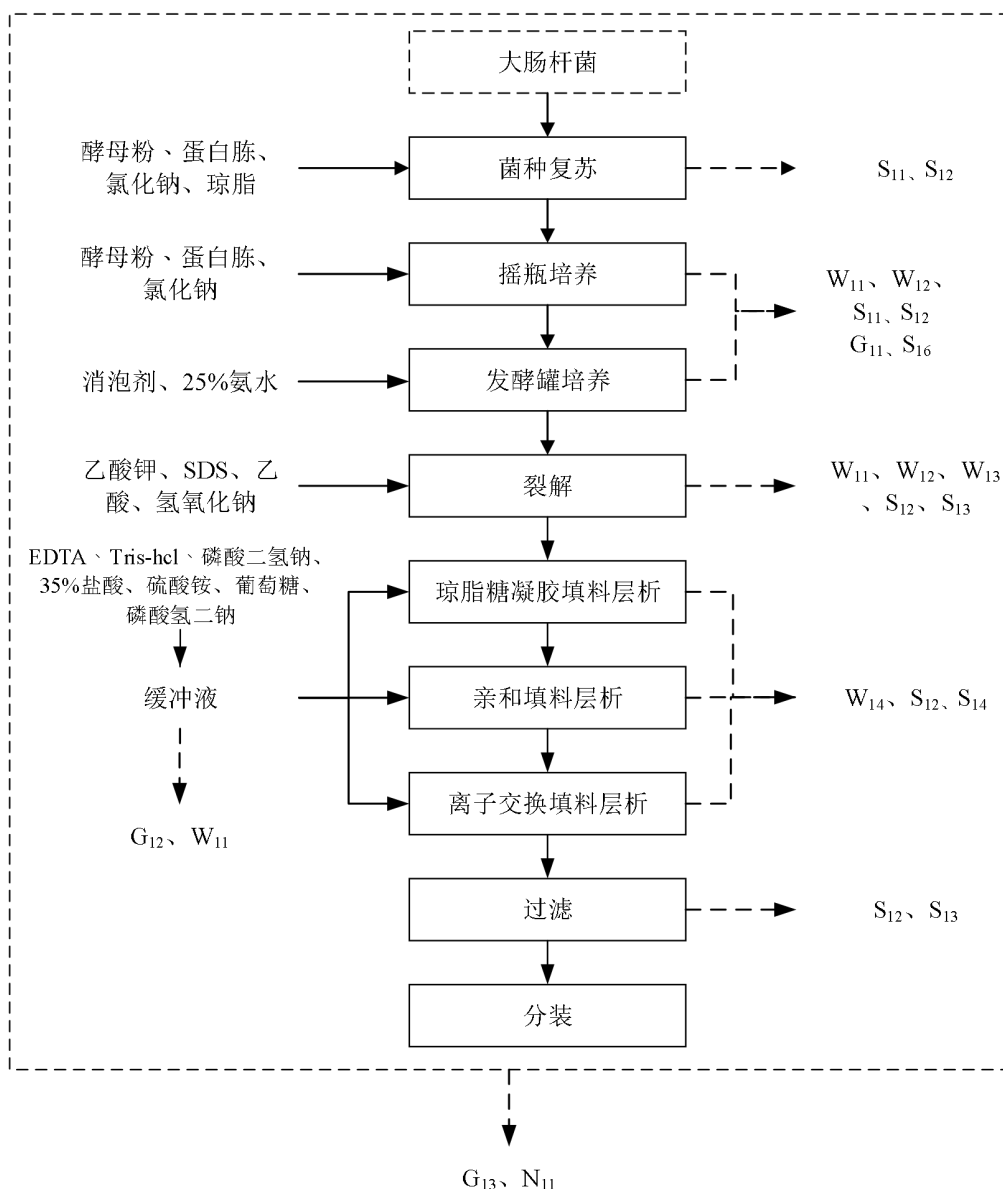 大肠杆菌
酵母粉、蛋白胨、
氯化钠、琼脂
菌种复苏
S₁₁、S₁₂
酵母粉、蛋白胨、
氯化钠
摇瓶培养
W₁₁、W₁₂、
S₁₁、S₁₂
G₁₁、S₁₆
消泡剂、25%氨水
发酵罐培养
乙酸钾、SDS、乙
酸、氢氧化钠
裂解
W₁₁、W₁₂、W₁₃
、S₁₂、S₁₃
EDTA、Tris-hcl、磷酸二氢钠、
35%盐酸、硫酸铵、葡萄糖、
磷酸氢二钠
琼脂糖凝胶填料层析
缓冲液
亲和填料层析
W₁₄、S₁₂、S₁₄
离子交换填料层析
G₁₂、W₁₁
过滤
S₁₂、S₁₃
分装
G₁₃、N₁₁